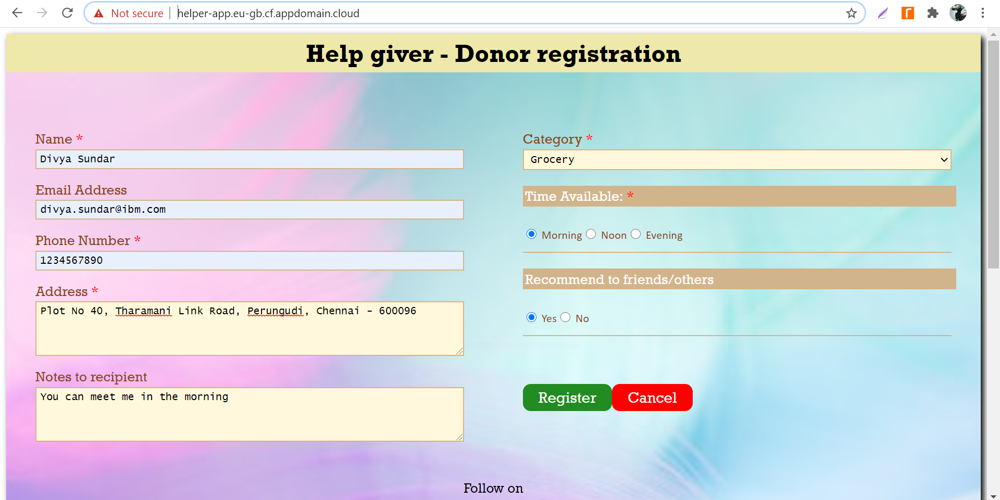 Not secure | helper-app.eu-gb.cf.appdomain.cloud
Help giver - Donor registration
Name *
Divya Sundar
Email Address
divya.sundar@ibm.com
Phone Number *
1234567890
Address *
Plot No 40, Tharamani Link Road, Perungudi, Chennai - 600096
Notes to recipient
You can meet me in the morning
Category *
Grocery
Time Available: *
Morning Noon Evening
Recommend to friends/others
Yes No
Register Cancel
Follow on